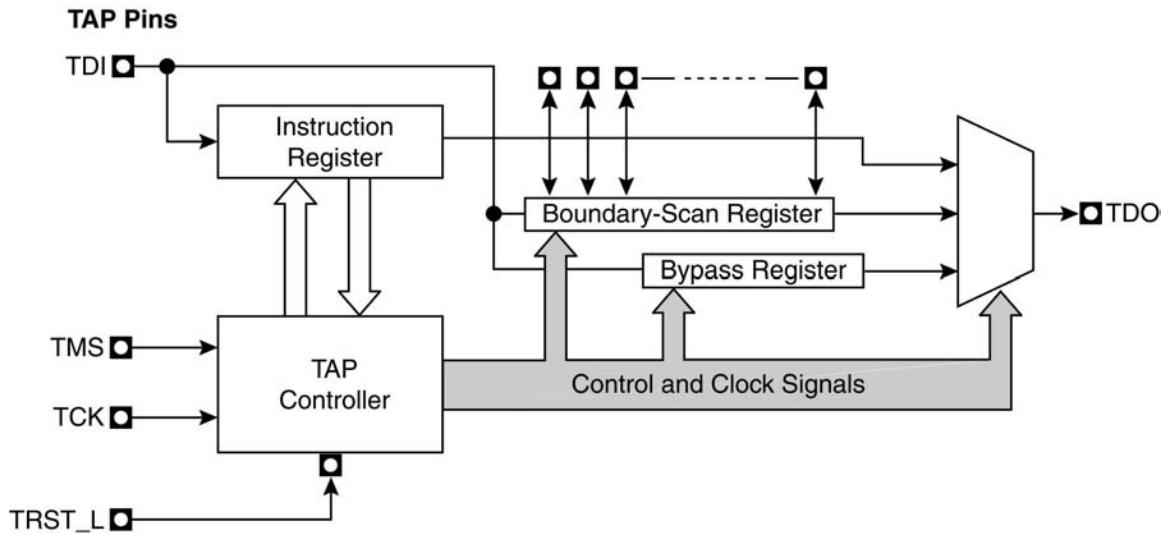 TAP Pins
TDI
Instruction
Register
Boundary-Scan Register
TDO
Bypass Register
TMS
TAP
Controller
Control and Clock Signals
TCK
TRST_L